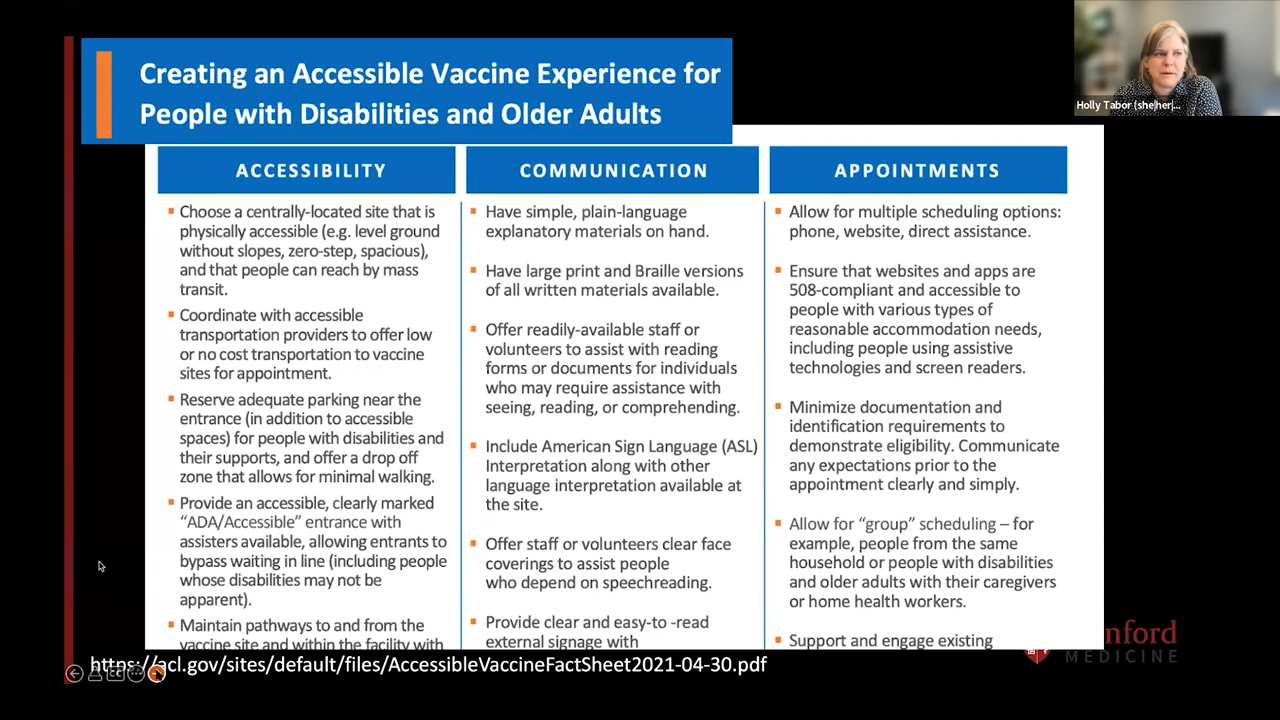 Creating an Accessible Vaccine Experience for
People with Disabilities and Older Adults
Holly Tabor (she|her|...
ACCESSIBILITY
Choose a centrally-located site that is
physically accessible (e.g. level ground
without slopes, zero-step, spacious),
and that people can reach by mass
transit.
Coordinate with accessible
transportation providers to offer low
or no cost transportation to vaccine
sites for appointment.
Reserve adequate parking near the
entrance (in addition to accessible
spaces) for people with disabilities and
their supports, and offer a drop off
zone that allows for minimal walking.
Provide an accessible, clearly marked
“ADA/Accessible” entrance with
assisters available, allowing entrants to
bypass waiting in line (including people
whose disabilities may not be
apparent).
Maintain pathways to and from the
vaccine site and within the facility with
COMMUNICATION
Have simple, plain-language
explanatory materials on hand.
Have large print and Braille versions
of all written materials available.
Offer readily-available staff or
volunteers to assist with reading
forms or documents for individuals
who may require assistance with
seeing, reading, or comprehending.
Include American Sign Language (ASL)
Interpretation along with other
language interpretation available at
the site.
Offer staff or volunteers clear face
coverings to assist people
who depend on speechreading.
Provide clear and easy-to -read
external signage with
APPOINTMENTS
Allow for multiple scheduling options:
phone, website, direct assistance.
Ensure that websites and apps are
508-compliant and accessible to
people with various types of
reasonable accommodation needs,
including people using assistive
technologies and screen readers.
Minimize documentation and
identification requirements to
demonstrate eligibility. Communicate
any expectations prior to the
appointment clearly and simply.
Allow for “group” scheduling – for
example, people from the same
household or people with disabilities
and older adults with their caregivers
or home health workers.
Support and engage existing
https://acl.gov/sites/default/files/AccessibleVaccineFactSheet2021-04-30.pdf
nford
MEDICINE